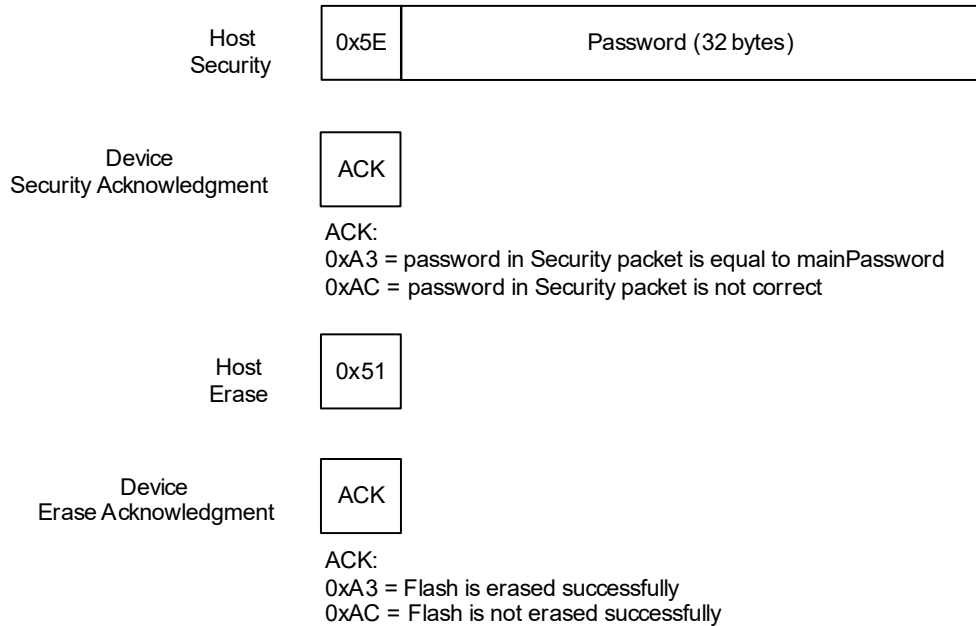 Host
Security
0x5E
Password (32 bytes)
Device
Security Acknowledgment
ACK
ACK:
0xA3 = password in Security packet is equal to mainPassword
0xAC = password in Security packet is not correct
Host
Erase
0x51
Device
Erase Acknowledgment
ACK
ACK:
0xA3 = Flash is erased successfully
0xAC = Flash is not erased successfully